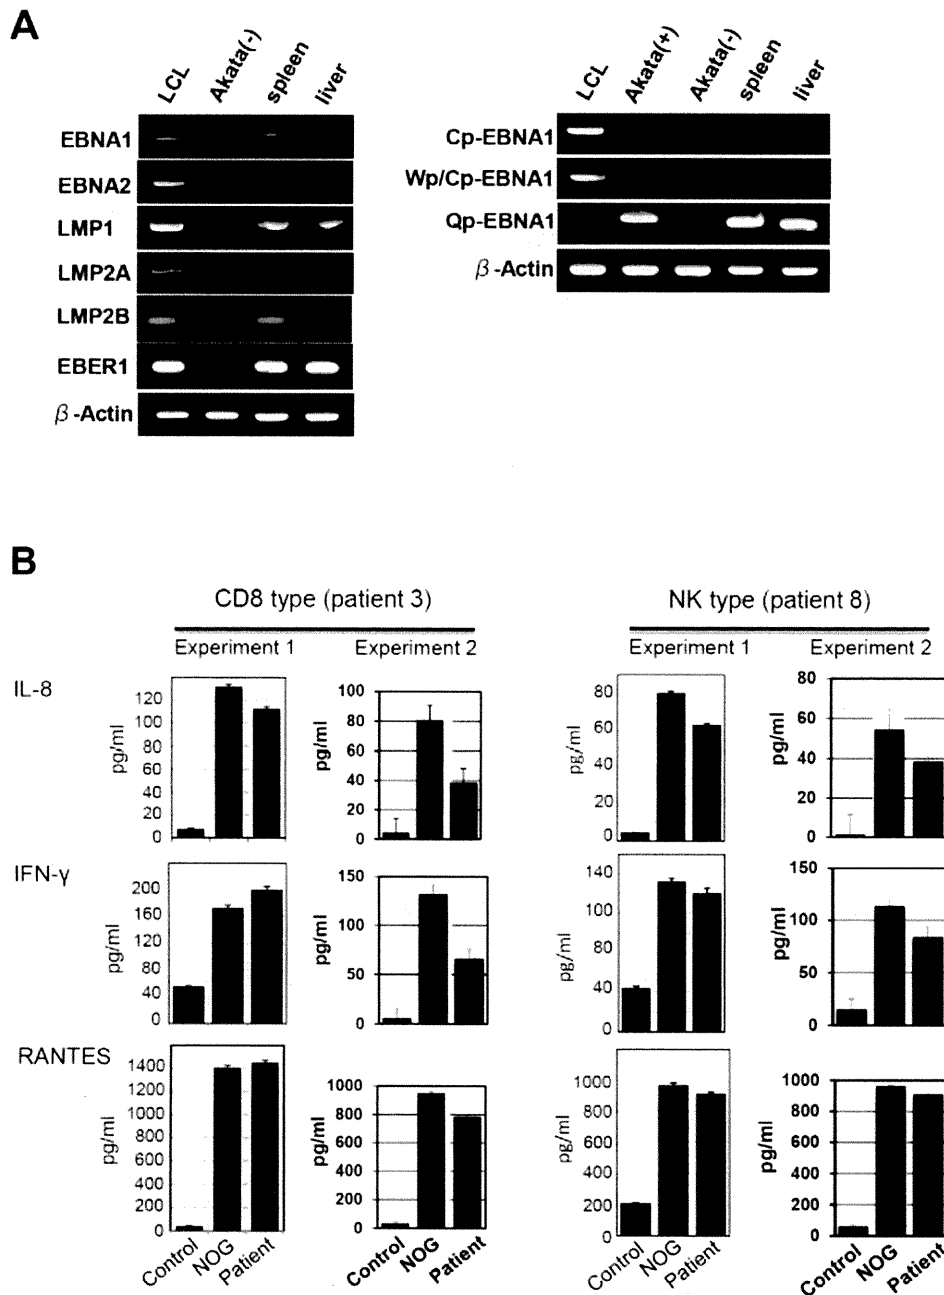 A
LCL Akata(-) spleen liver
EBNA1
EBNA2
LMP1
LMP2A
LMP2B
EBER1
β-Actin
LCL Akata(+) Akata(-) spleen liver
Cp-EBNA1
Wp/Cp-EBNA1
Qp-EBNA1
β-Actin
B
CD8 type (patient 3)
NK type (patient 8)
Experiment 1
Experiment 2
Experiment 1
Experiment 2
IL-8
pg/ml
120
100
80
60
40
20
0
pg/ml
100
80
60
40
20
0
pg/ml
80
60
40
20
0
pg/ml
80
60
40
20
0
IFN-γ
pg/ml
200
160
120
80
40
0
pg/ml
150
100
50
0
pg/ml
140
120
100
80
40
0
pg/ml
150
100
50
0
RANTES
pg/ml
1400
1200
1000
800
600
400
200
0
pg/ml
1000
800
600
400
200
0
pg/ml
1000
800
600
400
200
0
pg/ml
1000
800
600
400
200
0
Control NOG Patient
Control NOG Patient
Control NOG Patient
Control NOG Patient